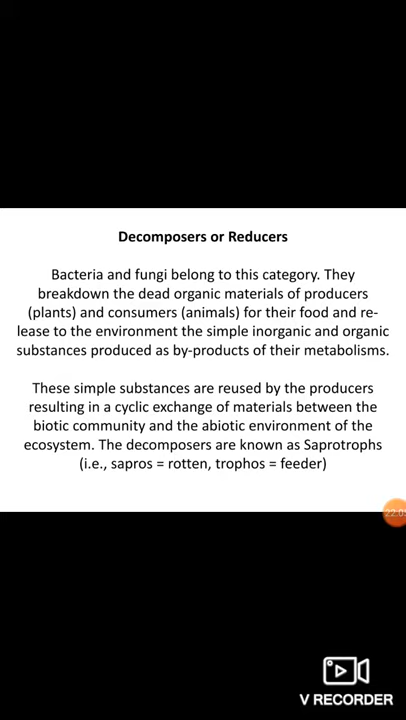 Decomposers or Reducers
Bacteria and fungi belong to this category. They
breakdown the dead organic materials of producers
(plants) and consumers (animals) for their food and re-
lease to the environment the simple inorganic and organic
substances produced as by-products of their metabolisms.
These simple substances are reused by the producers
resulting in a cyclic exchange of materials between the
biotic community and the abiotic environment of the
ecosystem. The decomposers are known as Saprotrophs
(i.e., sapros = rotten, trophos = feeder)
V RECORDER